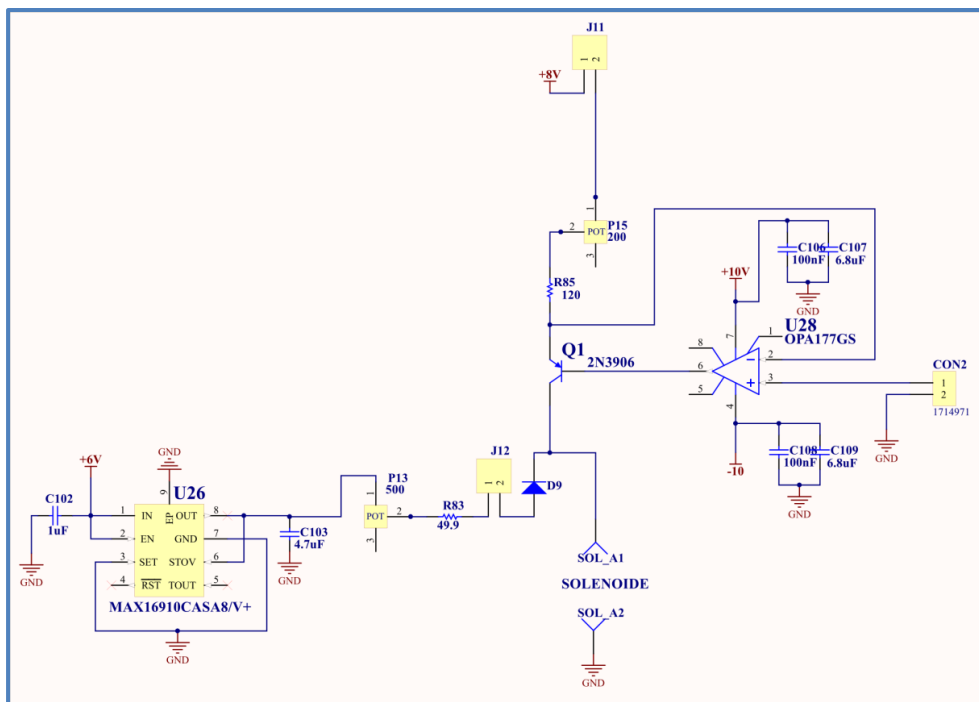 J11
1 2
+8V
1
P15
2 POT 200
3
R85
120
C106 C107
100nF 6.8uF
GND
+10V
7
1
U28
OPA177GS
8
2
6
3
5
4
Q1
2N3906
CON2
1
2
1714971
GND
C108 C109
100nF 6.8uF
GND
-10
J12
1 2
D9
P13
500
1
POT 2
3
R83
49.9
GND
9
+6V
U26
C102
1uF
GND
1 IN EP OUT 8
2 EN GND 7
3 SET STOV 6
4 RST TOUT 5
MAX16910CASA8/V+
GND
C103
4.7uF
GND
SOL_A1
SOLENOIDE
SOL_A2
GND